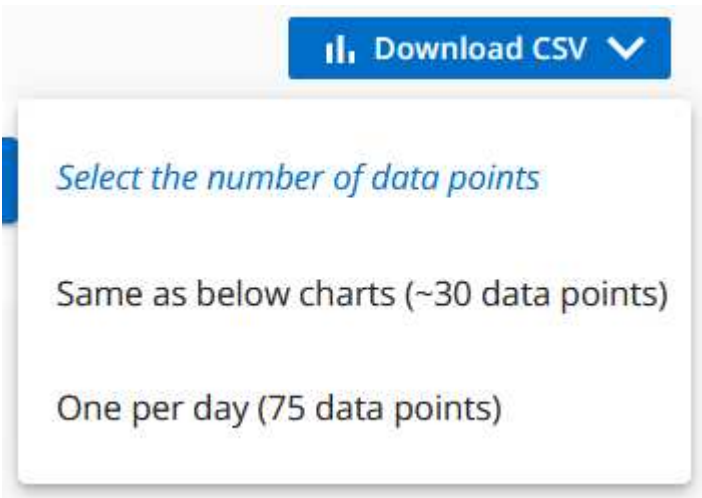 Download CSV
Select the number of data points
Same as below charts (~30 data points)
One per day (75 data points)